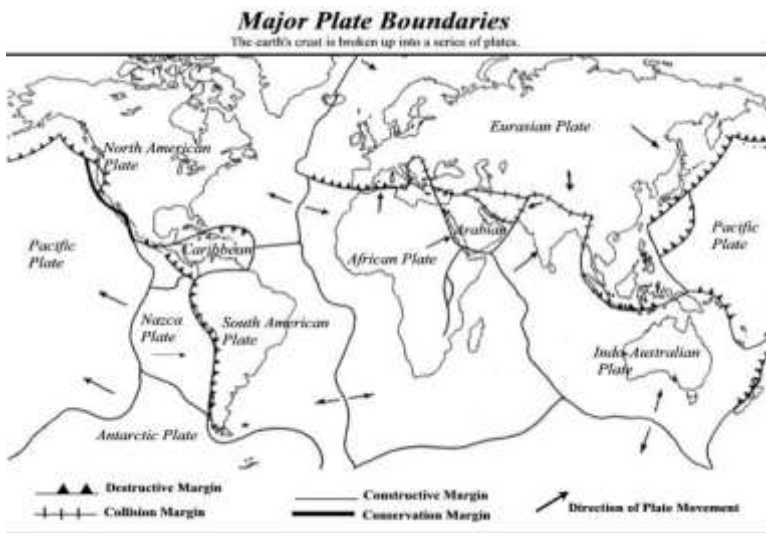 Major Plate Boundaries
The earth's crust is broken up into a series of plates.
Eurasian Plate
North American
Plate
Pacific
Plate
Caribbean
African Plate
Arabian
Pacific
Plate
Nazca
Plate
South American
Plate
Indo-Australian
Plate
Antarctic Plate
Destructive Margin
Constructive Margin
Collision Margin
Conservation Margin
Direction of Plate Movement